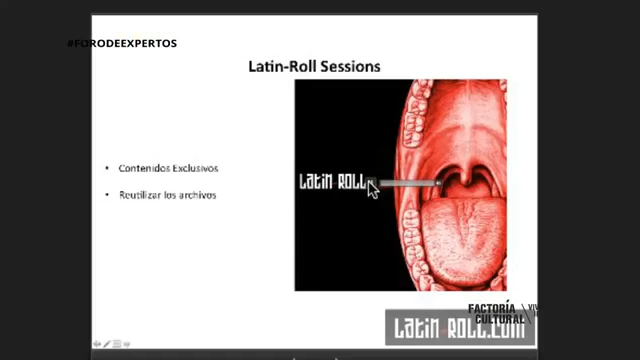 #FORODEEXPERTOS
Latin-Roll Sessions
• Contenidos Exclusivos
• Reutilizar los archivos
LATIN ROLL
FACTORÍA
CULTURAL
LATIN-ROLL.COM